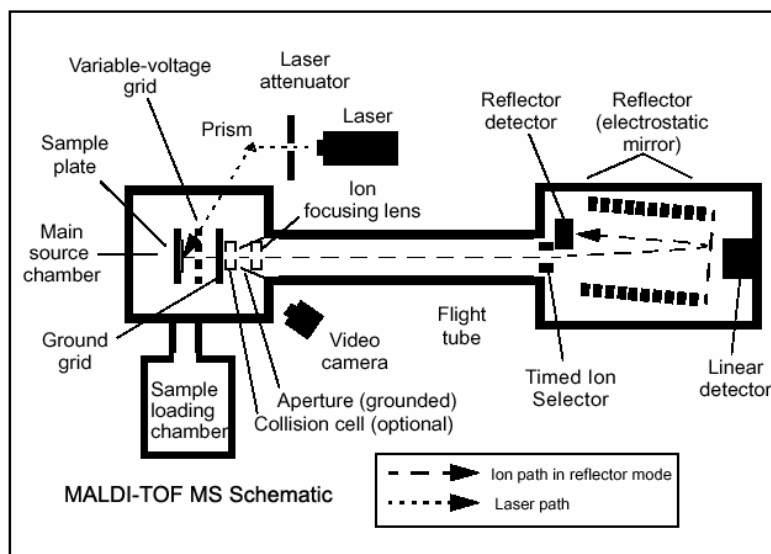 Variable-voltage
grid
Laser
attenuator
Laser
Prism
Sample
plate
Ion
focusing lens
Main
source
chamber
Reflector
detector
Reflector
(electrostatic
mirror)
Ground
grid
Video
camera
Flight
tube
Timed Ion
Selector
Linear
detector
Sample
loading
chamber
Aperture (grounded)
Collision cell (optional)
MALDI-TOF MS Schematic
Ion path in reflector mode
Laser path